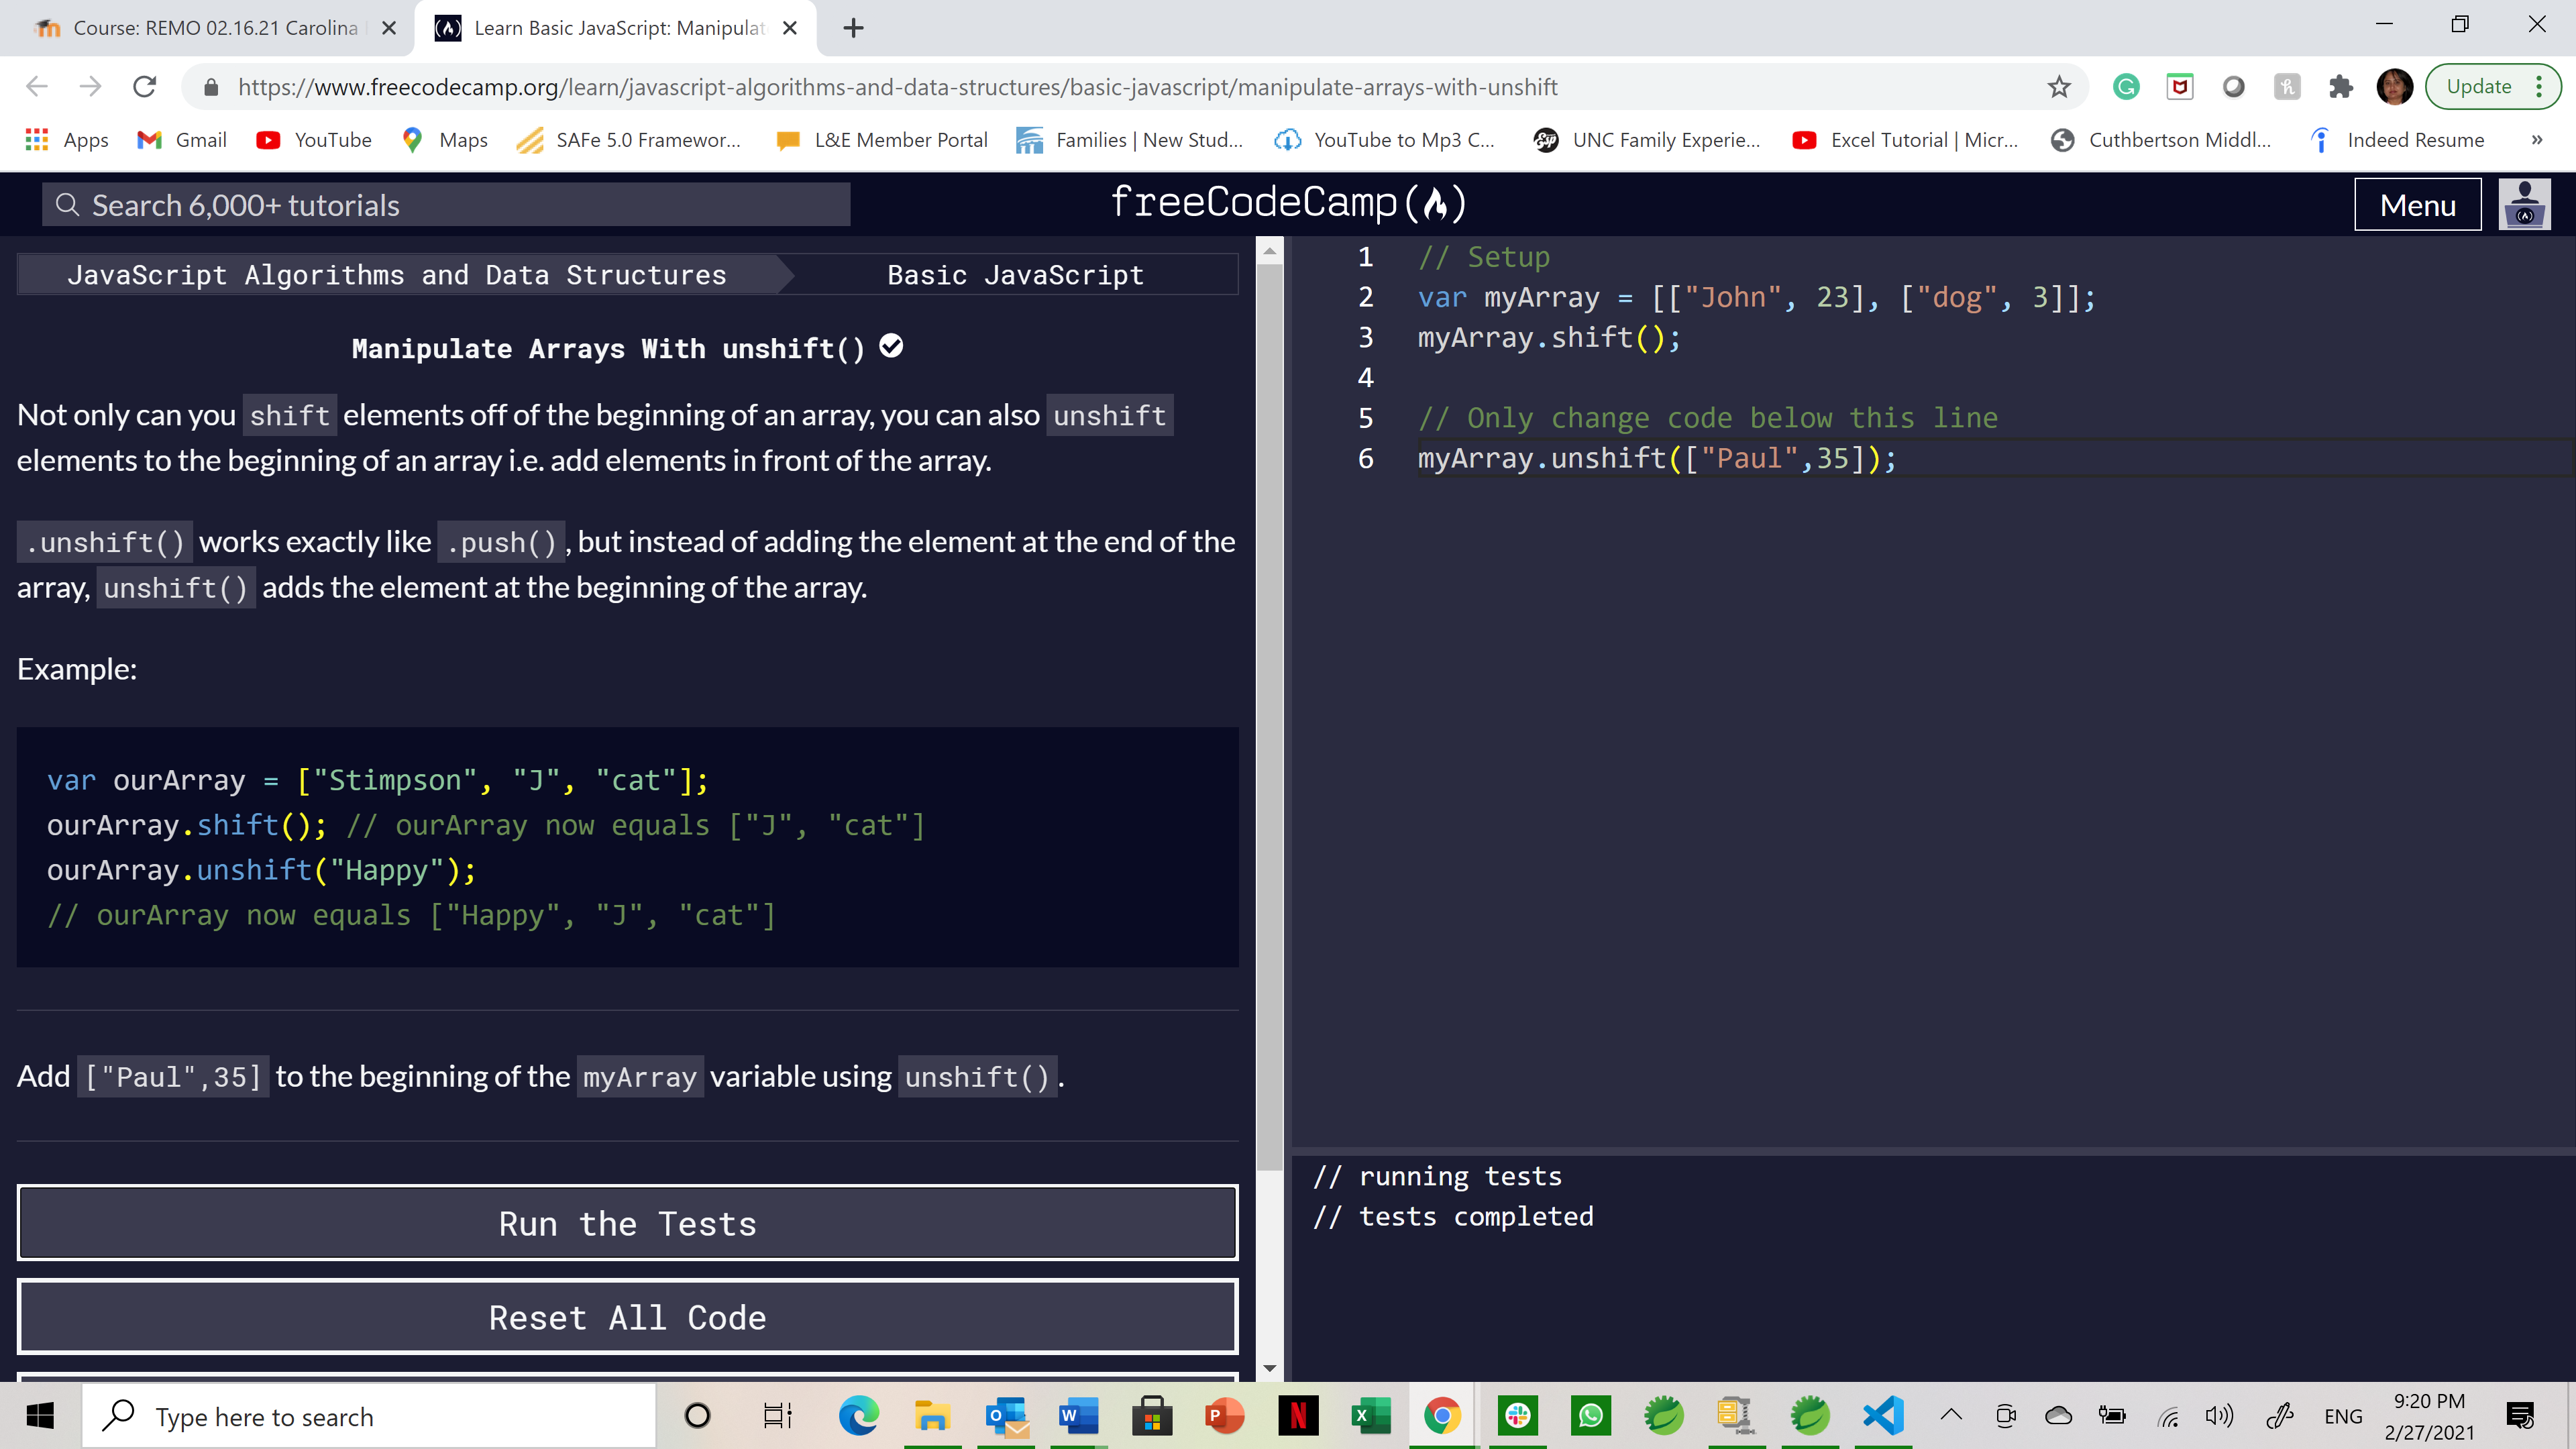 Course: REMO 02.16.21 Carolina
Learn Basic JavaScript: Manipulat
https://www.freecodecamp.org/learn/javascript-algorithms-and-data-structures/basic-javascript/manipulate-arrays-with-unshift
Update
Apps
Gmail
YouTube
Maps
SAFe 5.0 Framewor...
L&E Member Portal
Families | New Stud...
YouTube to Mp3 C...
UNC Family Experie...
Excel Tutorial | Micr...
Cuthbertson Middl...
Indeed Resume
»
Search 6,000+ tutorials
freeCodeCamp
Menu
JavaScript Algorithms and Data Structures
Basic JavaScript
Manipulate Arrays With unshift()
Not only can you shift elements off of the beginning of an array, you can also unshift
elements to the beginning of an array i.e. add elements in front of the array.
.unshift() works exactly like .push(), but instead of adding the element at the end of the
array, unshift() adds the element at the beginning of the array.
Example:
var ourArray = ["Stimpson", "J", "cat"];
ourArray.shift(); // ourArray now equals ["J", "cat"]
ourArray.unshift("Happy");
// ourArray now equals ["Happy", "J", "cat"]
Add ["Paul",35] to the beginning of the myArray variable using unshift().
Run the Tests
Reset All Code
1 // Setup
2 var myArray = [["John", 23], ["dog", 3]];
3 myArray.shift();
4
5 // Only change code below this line
6 myArray.unshift(["Paul",35]);
// running tests
// tests completed
Type here to search
ENG
9:20 PM
2/27/2021